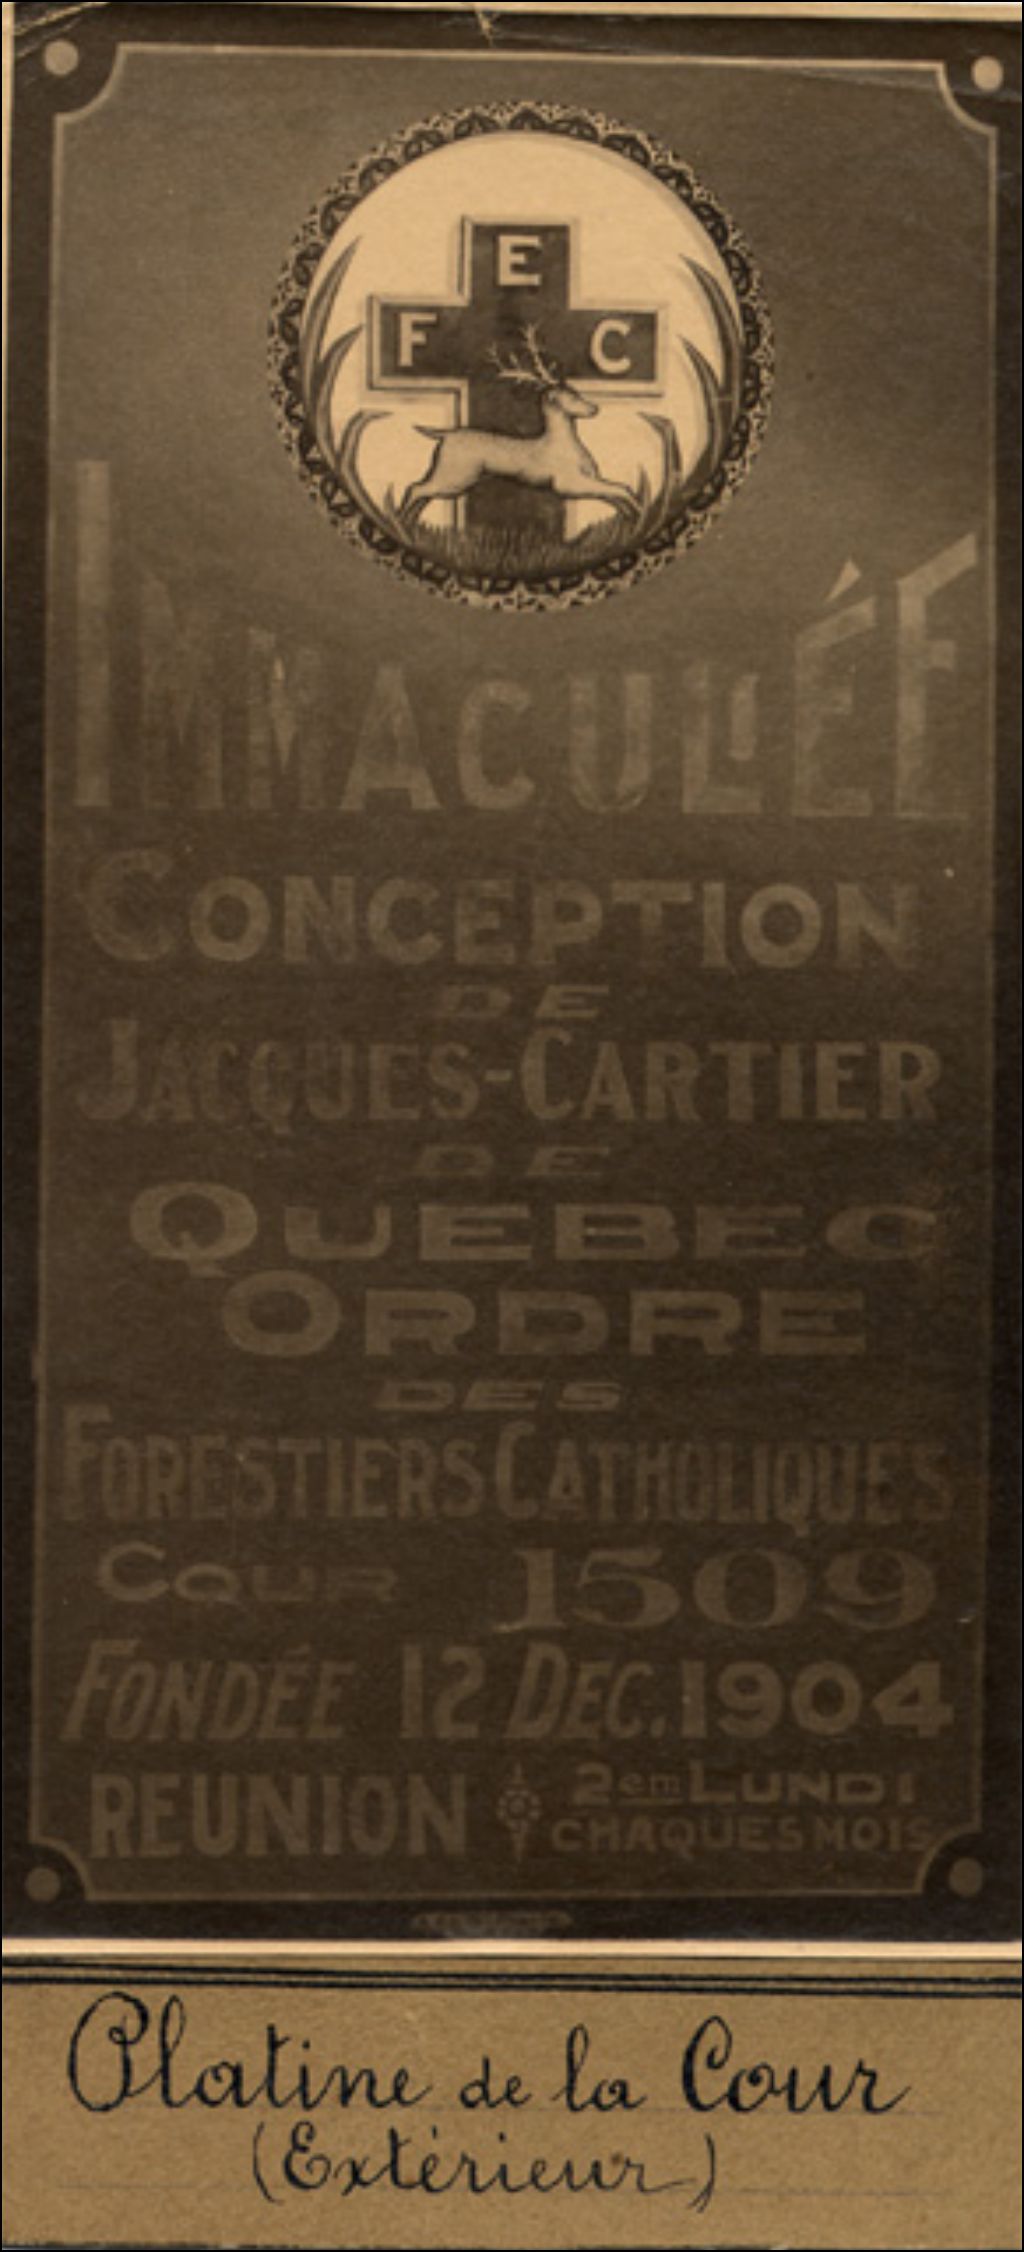 E
F C
IMMACULÉE
CONCEPTION
DE
JACQUES-CARTIER
DE
QUEBEC
ORDRE
DES
FORESTIERS CATHOLIQUES
COUR 1509
FONDÉE 12 DEC. 1904
REUNION 2em LUNDI
CHAQUES MOIS
Platine de la Cour
(Extérieur)